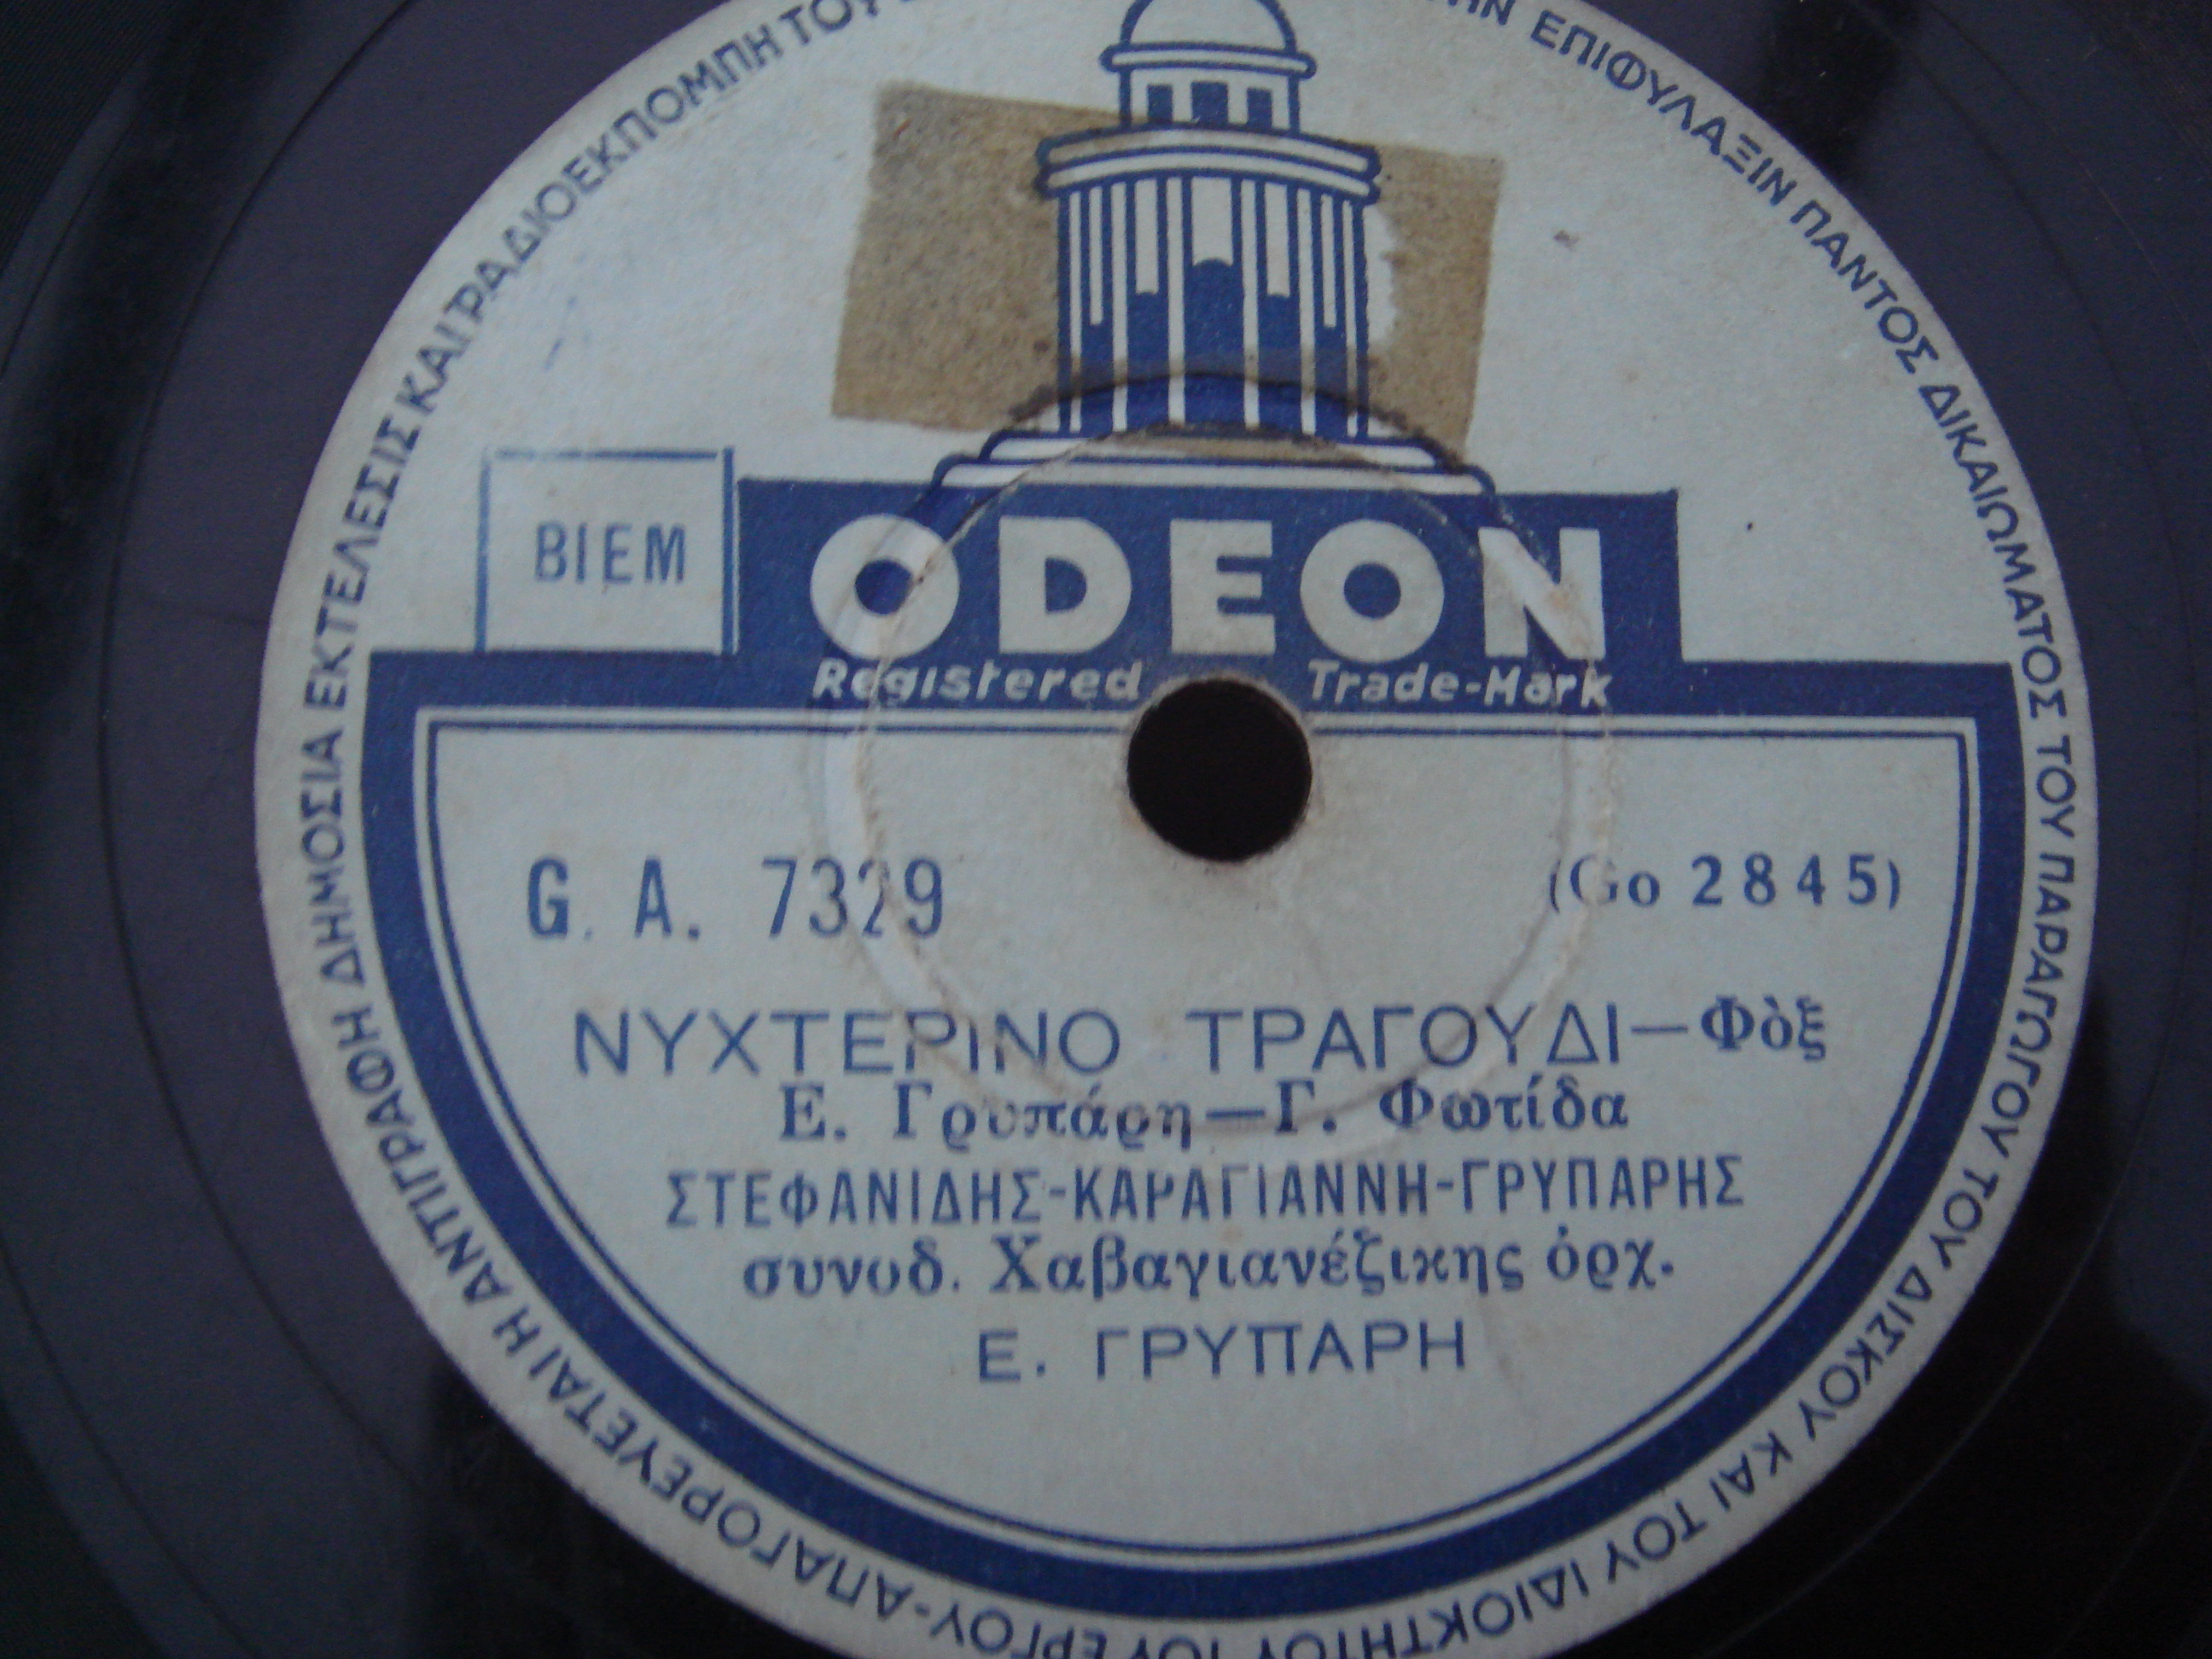 BIEM
ODEON
Registered Trade-Mark
G. A. 7329 (Go 2845)
ΝΥΧΤΕΡΙΝΟ ΤΡΑΓΟΥΔΙ—Φὸξ
Ε. Γρυπάρη—Γ. Φωτίδα
ΣΤΕΦΑΝΙΔΗΣ-ΚΑΡΑΓΙΑΝΝΗ-ΓΡΥΠΑΡΗΣ
συνοδ. Χαβαγιανέζικης ὀρχ.
Ε. ΓΡΥΠΑΡΗ
ΕΠΙΦΥΛΑΞΙΝ ΠΑΝΤΟΣ ΔΙΚΑΙΩΜΑΤΟΣ ΤΟΥ ΠΑΡΑΓΩΓΟΥ ΤΟΥ ΔΙΣΚΟΥ ΚΑΙ ΤΟΥ ΙΔΙΟΚΤΗΤΟΥ ΤΟΥ ΕΡΓΟΥ-ΑΠΑΓΟΡΕΥΕΤΑΙ Η ΑΝΤΙΓΡΑΦΗ ΔΗΜΟΣΙΑ ΕΚΤΕΛΕΣΙΣ ΚΑΙ ΡΑΔΙΟΕΚΠΟΜΠΗ ΤΟΥ